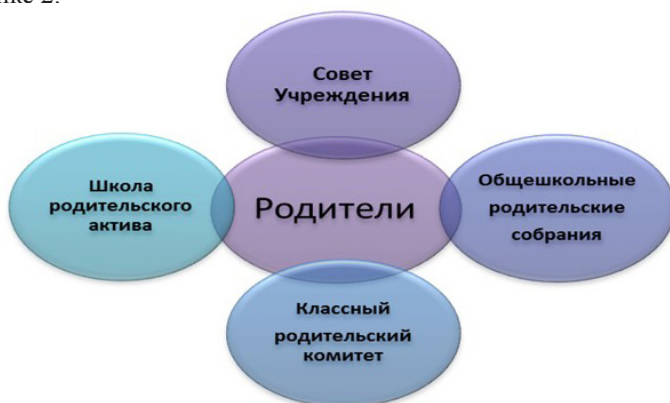 Совет
Учреждения
Школа
родительского
актива
Родители
Общешкольные
родительские
собрания
Классный
родительский
комитет